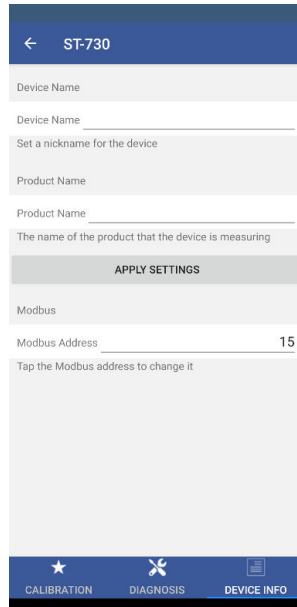 ST-730
Device Name
Device Name
Set a nickname for the device
Product Name
Product Name
The name of the product that the device is measuring
APPLY SETTINGS
Modbus
Modbus Address 15
Tap the Modbus address to change it
CALIBRATION DIAGNOSIS DEVICE INFO